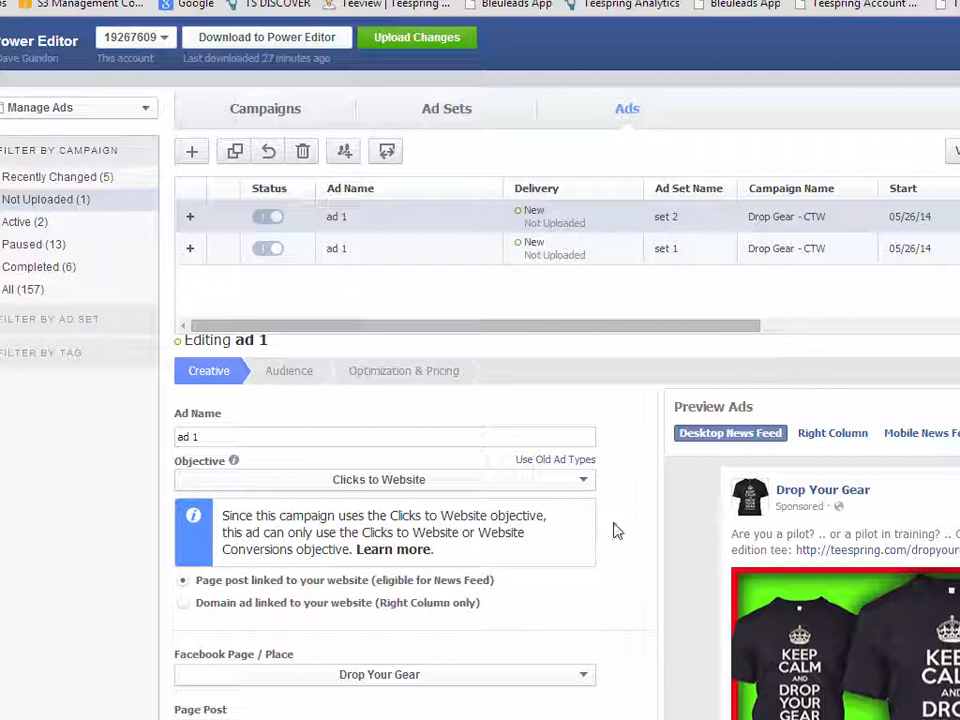 S3 Management Co... Google TS DISCOVER Teeview | Teespring ... Bleuleads App Teespring Analytics Bleuleads App Teespring Account ...
Power Editor 19267609 Download to Power Editor Upload Changes
Dave Guindon This account Last downloaded 27 minutes ago
Manage Ads Campaigns Ad Sets Ads
FILTER BY CAMPAIGN
Recently Changed (5)
Not Uploaded (1)
Active (2)
Paused (13)
Completed (6)
All (157)
FILTER BY AD SET
FILTER BY TAG
Status Ad Name Delivery Ad Set Name Campaign Name Start
ad 1 New Not Uploaded set 2 Drop Gear - CTW 05/26/14
ad 1 New Not Uploaded set 1 Drop Gear - CTW 05/26/14
Editing ad 1
Creative Audience Optimization & Pricing
Ad Name
ad 1
Objective Use Old Ad Types
Clicks to Website
Since this campaign uses the Clicks to Website objective,
this ad can only use the Clicks to Website or Website
Conversions objective. Learn more.
Page post linked to your website (eligible for News Feed)
Domain ad linked to your website (Right Column only)
Facebook Page / Place
Drop Your Gear
Page Post
Preview Ads
Desktop News Feed Right Column Mobile News Fe
Drop Your Gear
Sponsored ·
Are you a pilot? .. or a pilot in training? .. C
edition tee: http://teespring.com/dropyour
KEEP
CALM
AND
DROP
YOUR
GEAR
KEE
CAL
AND
DRO